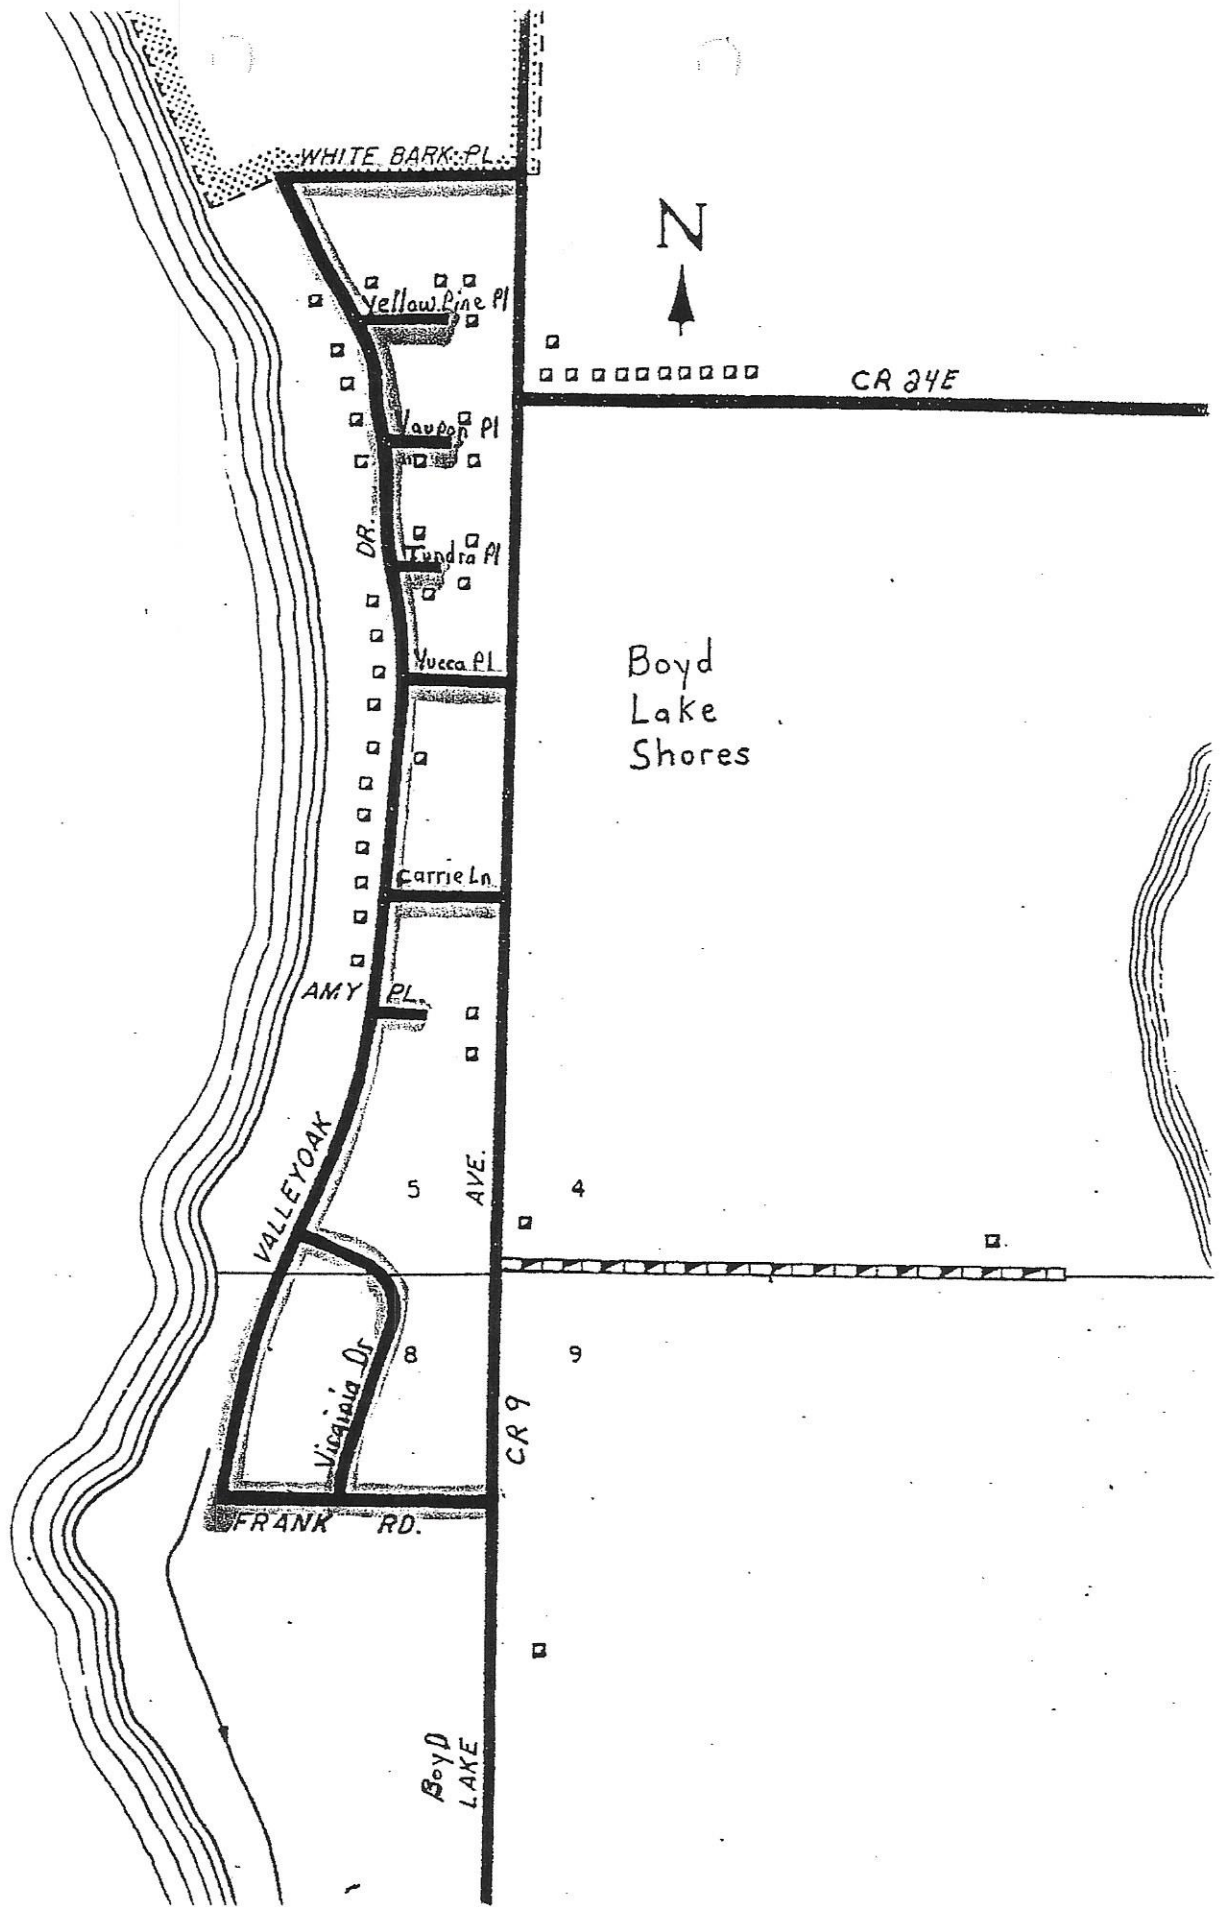 WHITE BARK PL.
N
Yellow Pine Pl
CR 24E
Yaupon Pl
DR.
Tundra Pl
Yucca PL
Boyd
Lake
Shores
Carrie Ln
AMY PL.
VALLEYOAK
AVE.
5
4
8
9
Virginia Dr
CR 9
FRANK RD.
BoyD
LAKE